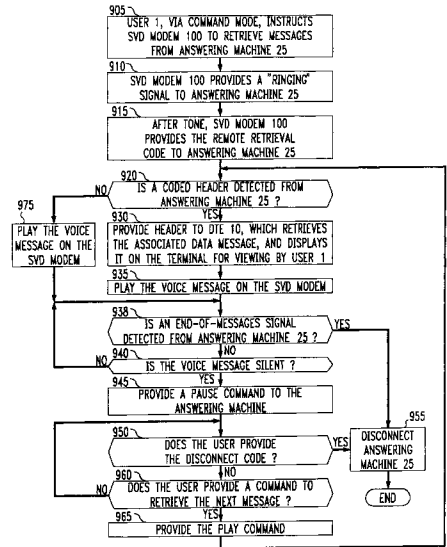 905
USER 1, VIA COMMAND MODE, INSTRUCTS
SVD MODEM 100 TO RETRIEVE MESSAGES
FROM ANSWERING MACHINE 25
910
SVD MODEM 100 PROVIDES A "RINGING"
SIGNAL TO ANSWERING MACHINE 25
915
AFTER TONE, SVD MODEM 100
PROVIDES THE REMOTE RETRIEVAL
CODE TO ANSWERING MACHINE 25
920
IS A CODED HEADER DETECTED FROM
ANSWERING MACHINE 25 ?
NO
YES
975
PLAY THE VOICE
MESSAGE ON THE
SVD MODEM
930
PROVIDE HEADER TO DTE 10, WHICH RETRIEVES
THE ASSOCIATED DATA MESSAGE, AND DISPLAYS
IT ON THE TERMINAL FOR VIEWING BY USER 1
935
PLAY THE VOICE MESSAGE ON THE SVD MODEM
938
IS AN END-OF-MESSAGES SIGNAL
DETECTED FROM ANSWERING MACHINE 25 ?
YES
NO
940
IS THE VOICE MESSAGE SILENT ?
NO
YES
945
PROVIDE A PAUSE COMMAND TO THE
ANSWERING MACHINE
950
DOES THE USER PROVIDE
THE DISCONNECT CODE ?
YES
955
DISCONNECT
ANSWERING
MACHINE 25
END
NO
960
DOES THE USER PROVIDE A COMMAND TO
RETRIEVE THE NEXT MESSAGE ?
NO
YES
965
PROVIDE THE PLAY COMMAND